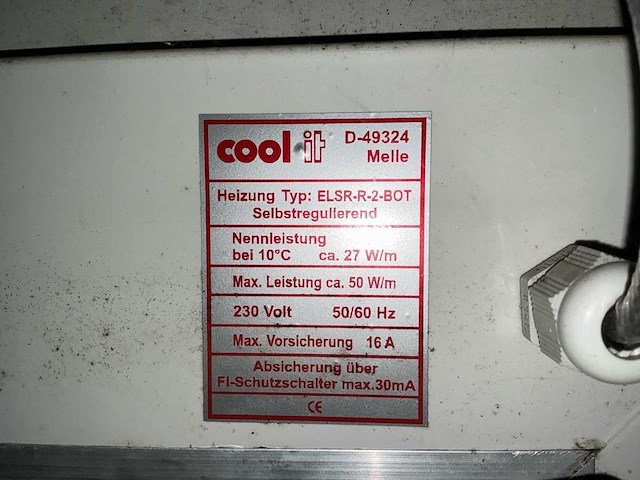 cool it
D-49324
Melle
Heizung Typ: ELSR-R-2-BOT
Selbstregulierend
Nennleistung
bei 10°C ca. 27 W/m
Max. Leistung ca. 50 W/m
230 Volt 50/60 Hz
Max. Vorsicherung 16 A
Absicherung über
FI-Schutzschalter max.30mA
CE